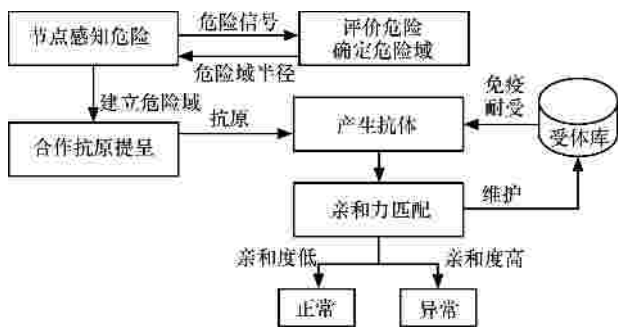 节点感知危险
危险信号
评价危险
确定危险域
危险域半径
建立危险域
合作抗原提呈
抗原
产生抗体
免疫
耐受
受体库
亲和力匹配
维护
亲和度低
亲和度高
正常
异常